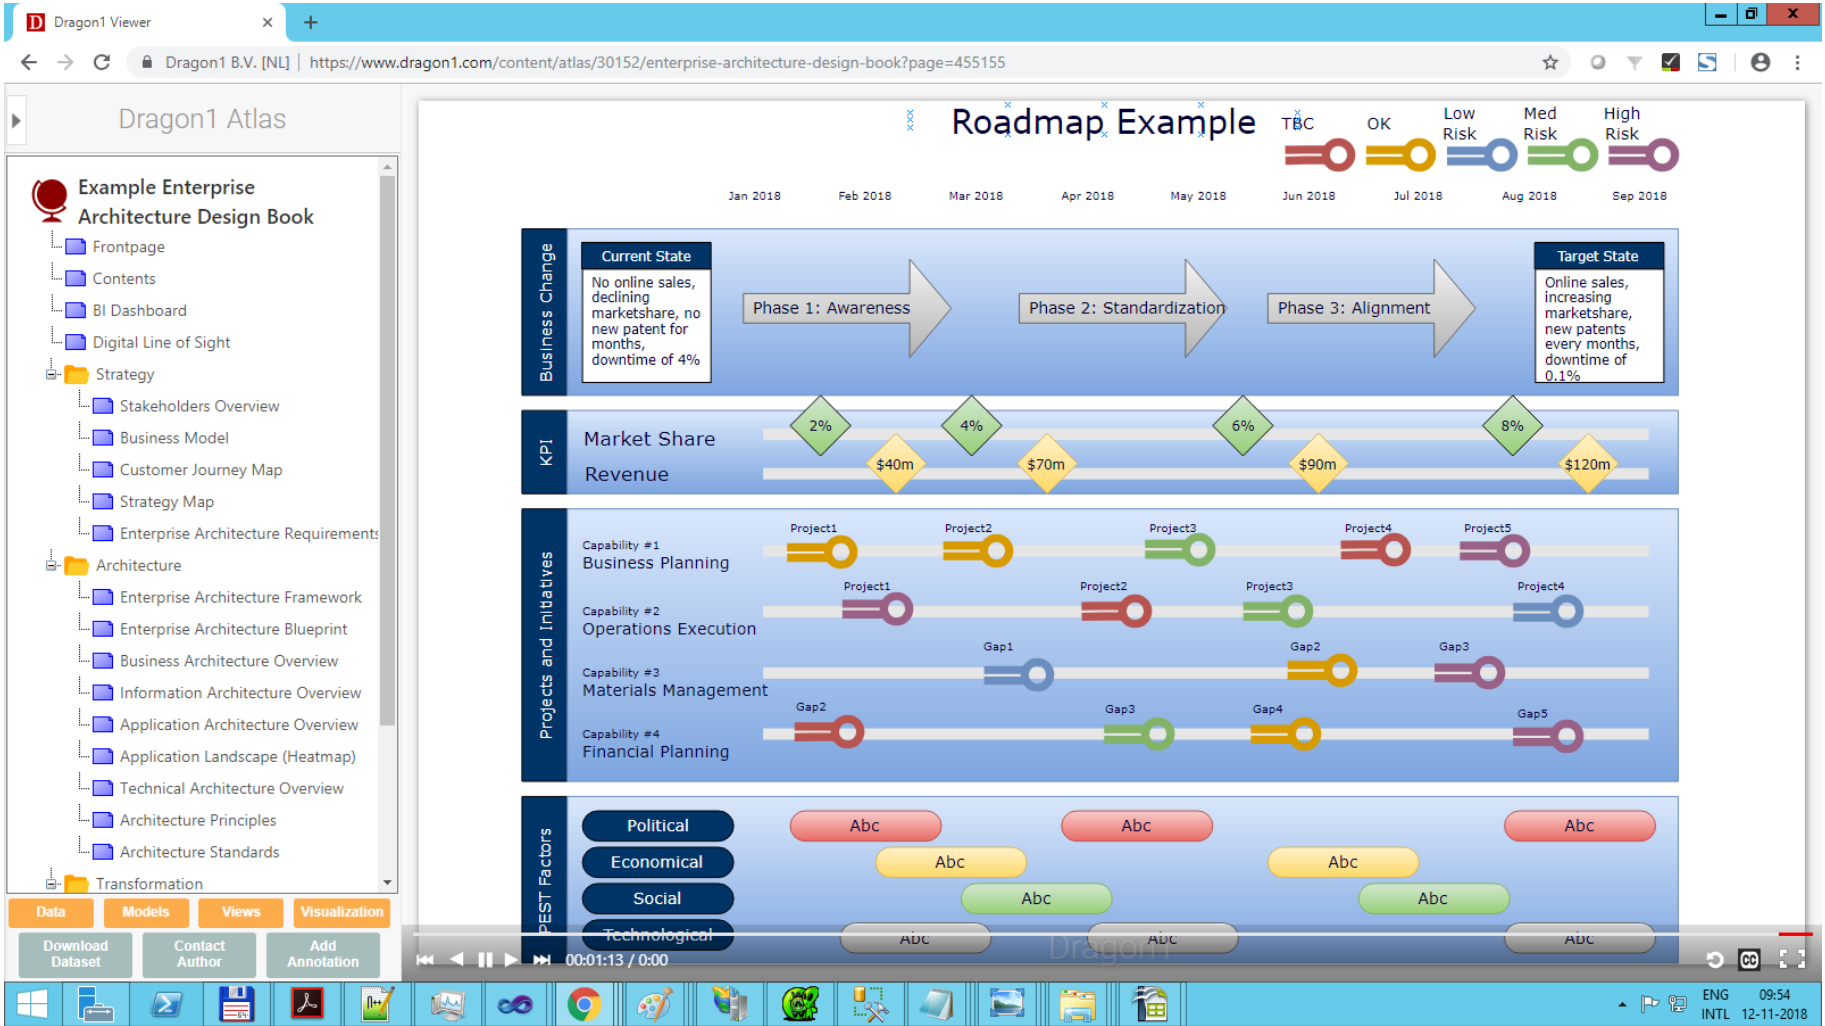 Dragon1 Viewer
Dragon1 B.V. [NL] | https://www.dragon1.com/content/atlas/30152/enterprise-architecture-design-book?page=455155
Dragon1 Atlas
Example Enterprise
Architecture Design Book
Frontpage
Contents
BI Dashboard
Digital Line of Sight
Strategy
Stakeholders Overview
Business Model
Customer Journey Map
Strategy Map
Enterprise Architecture Requirements
Architecture
Enterprise Architecture Framework
Enterprise Architecture Blueprint
Business Architecture Overview
Information Architecture Overview
Application Architecture Overview
Application Landscape (Heatmap)
Technical Architecture Overview
Architecture Principles
Architecture Standards
Transformation
Data Models Views Visualization
Download
Dataset
Contact
Author
Add
Annotation
Roadmap Example
TBC
OK
Low
Risk
Med
Risk
High
Risk
Jan 2018 Feb 2018 Mar 2018 Apr 2018 May 2018 Jun 2018 Jul 2018 Aug 2018 Sep 2018
Business Change
Current State
No online sales,
declining
marketshare, no
new patent for
months,
downtime of 4%
Phase 1: Awareness
Phase 2: Standardization
Phase 3: Alignment
Target State
Online sales,
increasing
marketshare,
new patents
every months,
downtime of
0.1%
KPI
Market Share
2% 4% 6% 8%
Revenue
$40m $70m $90m $120m
Projects and Initiatives
Capability #1
Business Planning
Project1 Project2 Project3 Project4 Project5
Capability #2
Operations Execution
Project1 Project2 Project3 Project4
Capability #3
Materials Management
Gap1 Gap2 Gap3
Capability #4
Financial Planning
Gap2 Gap3 Gap4 Gap5
PEST Factors
Political Abc Abc Abc
Economical Abc Abc
Social Abc Abc
Technological Abc Abc Abc
Dragon1
00:01:13 / 0:00
CC
ENG 09:54
INTL 12-11-2018